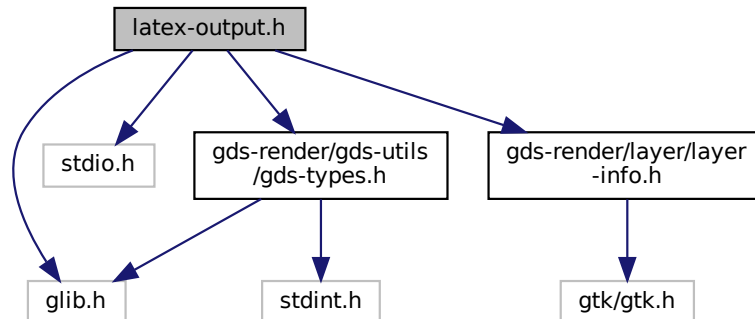 latex-output.h
stdio.h
gds-render/gds-utils
/gds-types.h
gds-render/layer/layer
-info.h
glib.h
stdint.h
gtk/gtk.h